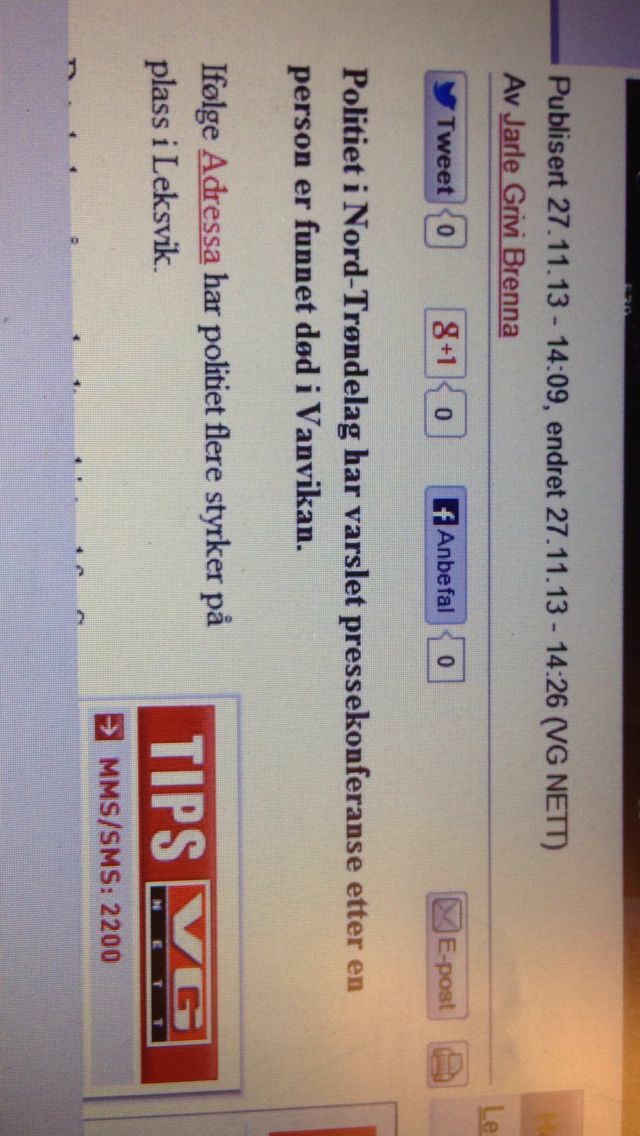 Publisert 27.11.13 - 14:09, endret 27.11.13 - 14:26 (VG NETT)
Av Jarle Grivi Brenna
Tweet 0 g+1 0 f Anbefal 0 E-post
Le
Politiet i Nord-Trøndelag har varslet pressekonferanse etter en
person er funnet død i Vanvikan.
Ifølge Adressa har politiet flere styrker på
plass i Leksvik.
TIPS VG NETT
MMS/SMS: 2200